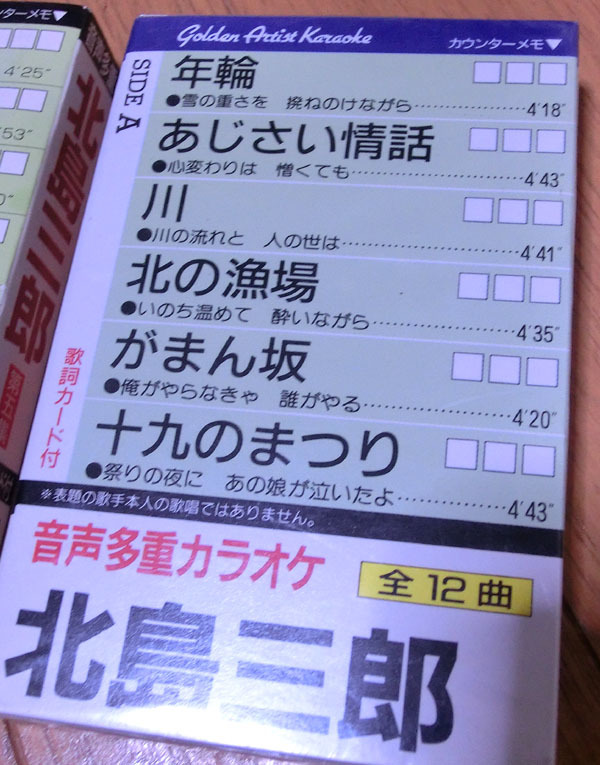 Golden Artist Karaoke
カウンターメモ▼
SIDE A
年輪
●雪の重さを 撓ねのけながら 4'18"
あじさい情話
●心変わりは 憎くても 4'43"
川
●川の流れと 人の世は 4'41"
北の漁場
●いのち温めて 酔いながら 4'35"
がまん坂
●俺がやらなきゃ 誰がやる 4'20"
十九のまつり
●祭りの夜に あの娘が泣いたよ 4'43"
歌詞カード付
※表題の歌手本人の歌唱ではありません。
音声多重カラオケ
全12曲
北島三郎
ンターメモ▼
4'25"
'53"
0"
北島三郎